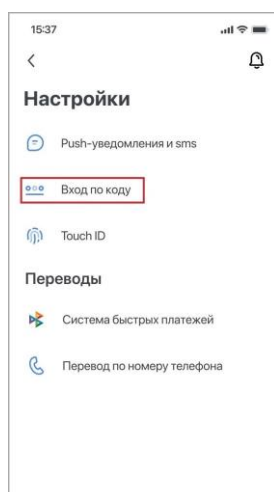 15:37
Настройки
Push-уведомления и sms
Вход по коду
Touch ID
Переводы
Система быстрых платежей
Перевод по номеру телефона